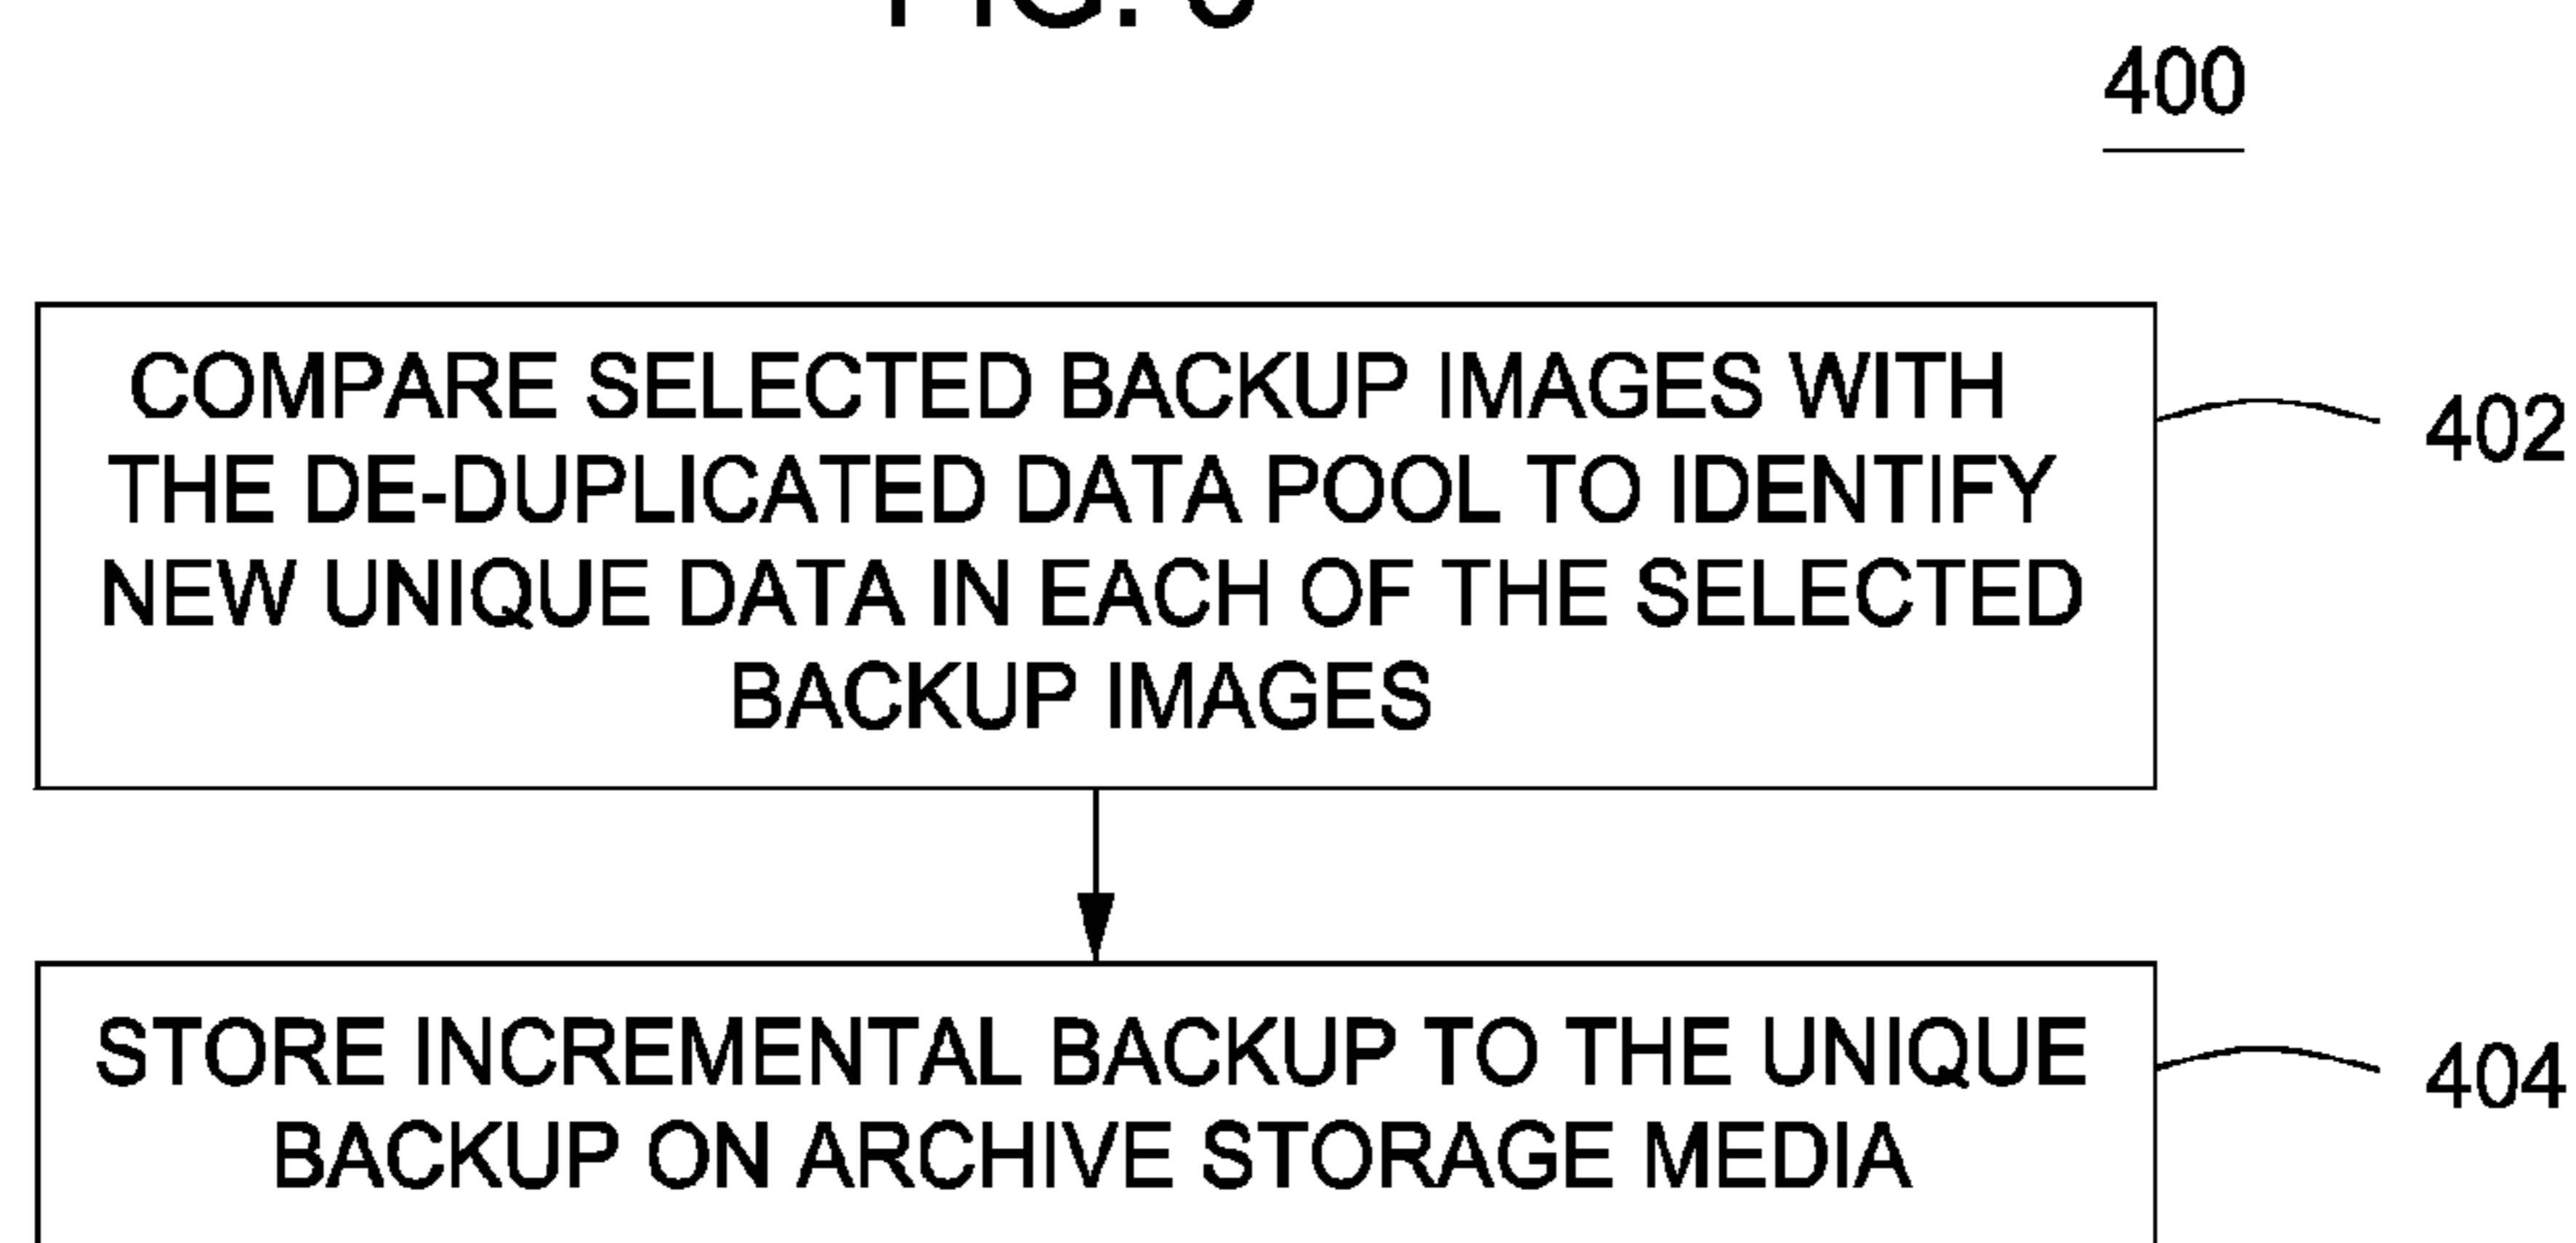 FIG.
400
COMPARE SELECTED BACKUP IMAGES WITH
THE DE-DUPLICATED DATA POOL TO IDENTIFY
NEW UNIQUE DATA IN EACH OF THE SELECTED
BACKUP IMAGES
402
STORE INCREMENTAL BACKUP TO THE UNIQUE
BACKUP ON ARCHIVE STORAGE MEDIA
404